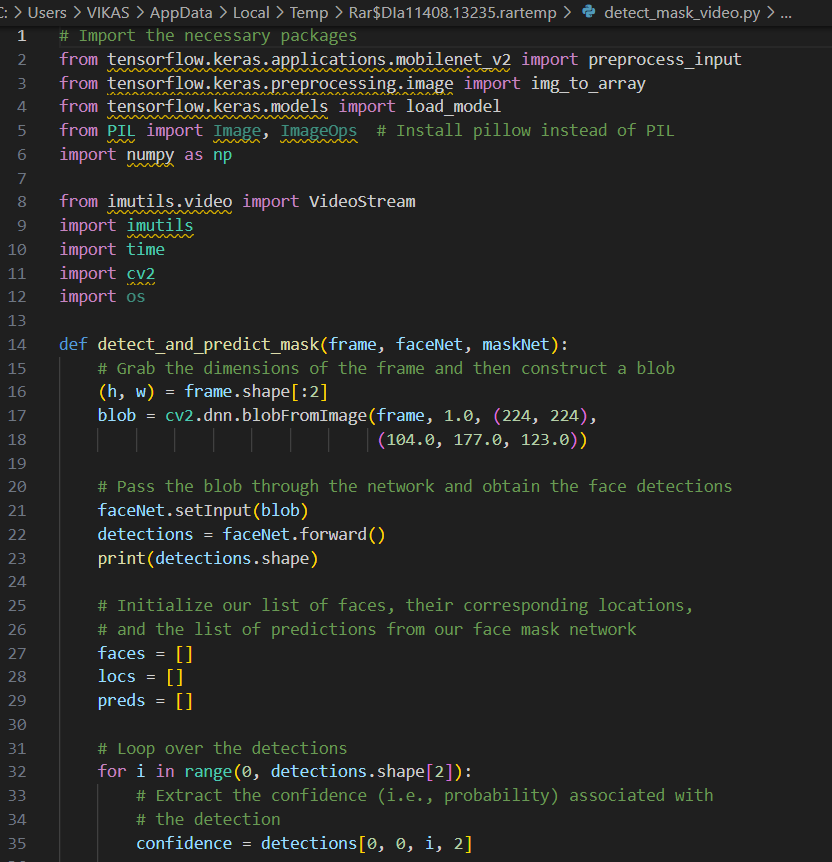 C: > Users > VIKAS > AppData > Local > Temp > Rar$DIa11408.13235.rartemp > detect_mask_video.py > ...
1 # Import the necessary packages
2 from tensorflow.keras.applications.mobilenet_v2 import preprocess_input
3 from tensorflow.keras.preprocessing.image import img_to_array
4 from tensorflow.keras.models import load_model
5 from PIL import Image, ImageOps  # Install pillow instead of PIL
6 import numpy as np
7
8 from imutils.video import VideoStream
9 import imutils
10 import time
11 import cv2
12 import os
13
14 def detect_and_predict_mask(frame, faceNet, maskNet):
15     # Grab the dimensions of the frame and then construct a blob
16     (h, w) = frame.shape[:2]
17     blob = cv2.dnn.blobFromImage(frame, 1.0, (224, 224),
18                                  (104.0, 177.0, 123.0))
19
20     # Pass the blob through the network and obtain the face detections
21     faceNet.setInput(blob)
22     detections = faceNet.forward()
23     print(detections.shape)
24
25     # Initialize our list of faces, their corresponding locations,
26     # and the list of predictions from our face mask network
27     faces = []
28     locs = []
29     preds = []
30
31     # Loop over the detections
32     for i in range(0, detections.shape[2]):
33         # Extract the confidence (i.e., probability) associated with
34         # the detection
35         confidence = detections[0, 0, i, 2]